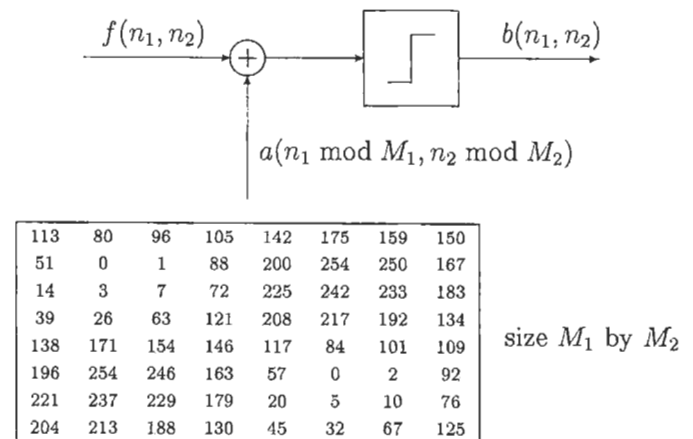 f(n₁, n₂) b(n₁, n₂)
+
a(n₁ mod M₁, n₂ mod M₂)
113 80 96 105 142 175 159 150
51 0 1 88 200 254 250 167
14 3 7 72 225 242 233 183
39 26 63 121 208 217 192 134
138 171 154 146 117 84 101 109
196 254 246 163 57 0 2 92
221 237 229 179 20 5 10 76
204 213 188 130 45 32 67 125
size M₁ by M₂